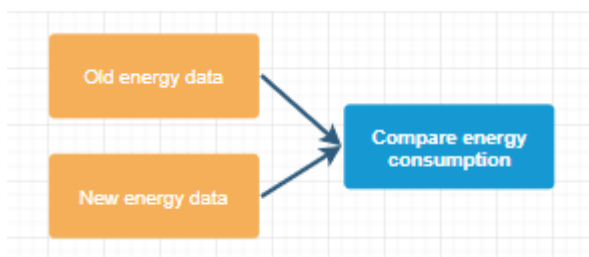 Old energy data
New energy data
Compare energy
consumption